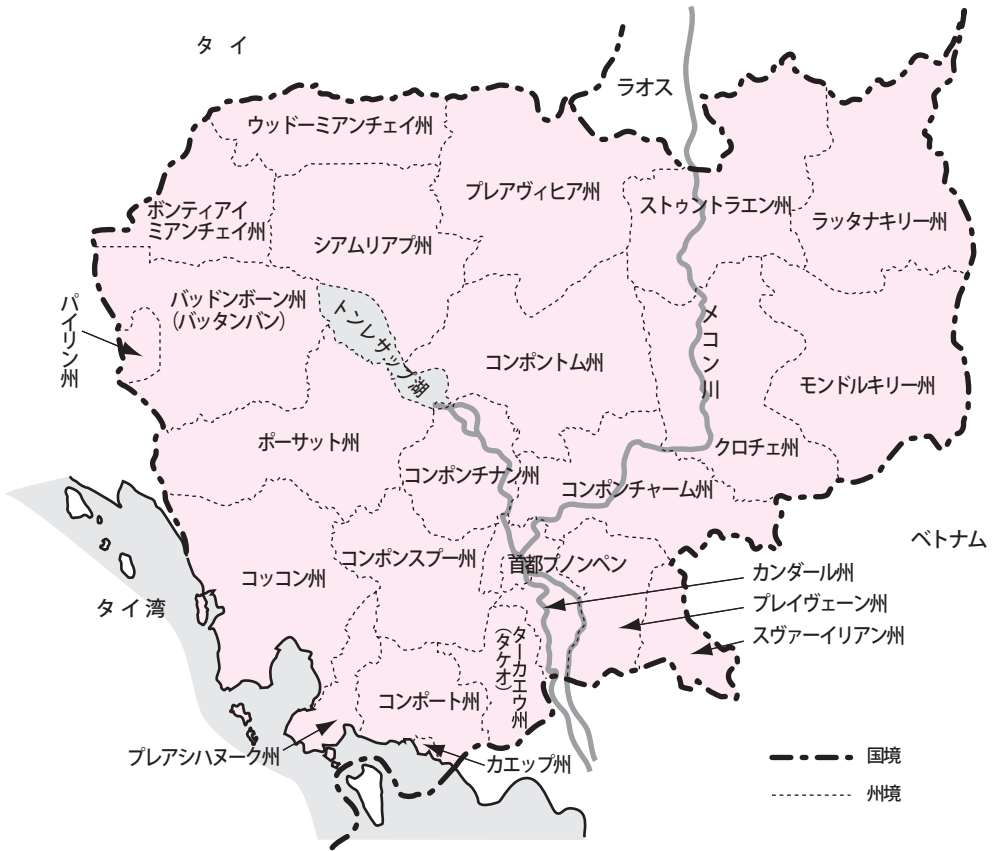 タイ
ラオス
ウッドーミアンチェイ州
プレアヴィヒア州
ストゥントラエン州
ラッタナキリー州
ボンティアイ
ミアンチェイ州
シアムリアプ州
バッドンボーン州
(バッタンバン)
パイリン州
トンレサップ湖
メコン川
コンポントム州
モンドルキリー州
ポーサット州
クロチェ州
コンポンチナン州
コンポンチャーム州
ベトナム
コンポンスプー州
首都プノンペン
コッコン州
カンダール州
タイ湾
プレイヴェーン州
スヴァーイリアン州
ターカエウ州
(タケオ)
コンポート州
プレアシハヌーク州
カエップ州
国境
州境